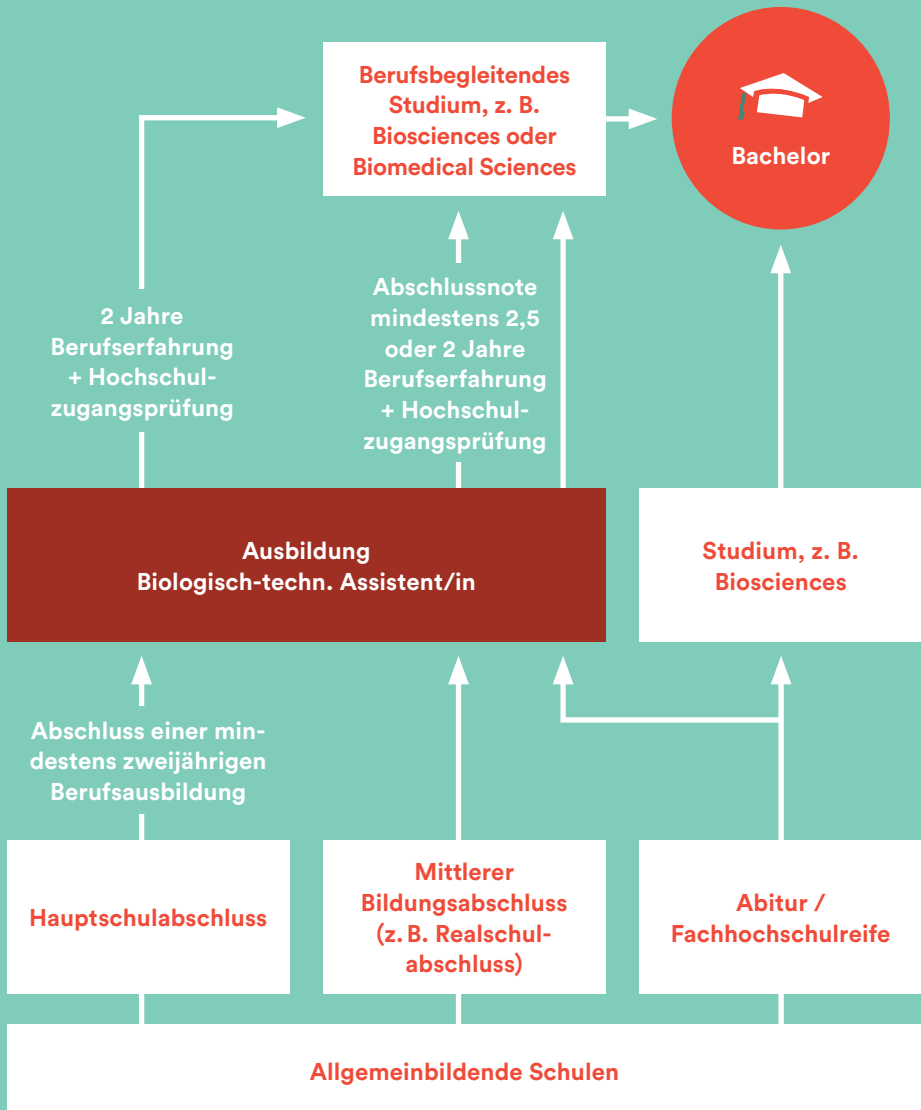 Berufsbegleitendes
Studium, z. B.
Biosciences oder
Biomedical Sciences
Bachelor
2 Jahre
Berufserfahrung
+ Hochschul-
zugangsprüfung
Abschlussnote
mindestens 2,5
oder 2 Jahre
Berufserfahrung
+ Hochschul-
zugangsprüfung
Ausbildung
Biologisch-techn. Assistent/in
Studium, z. B.
Biosciences
Abschluss einer min-
destens zweijährigen
Berufsausbildung
Hauptschulabschluss
Mittlerer
Bildungsabschluss
(z. B. Realschul-
abschluss)
Abitur /
Fachhochschulreife
Allgemeinbildende Schulen